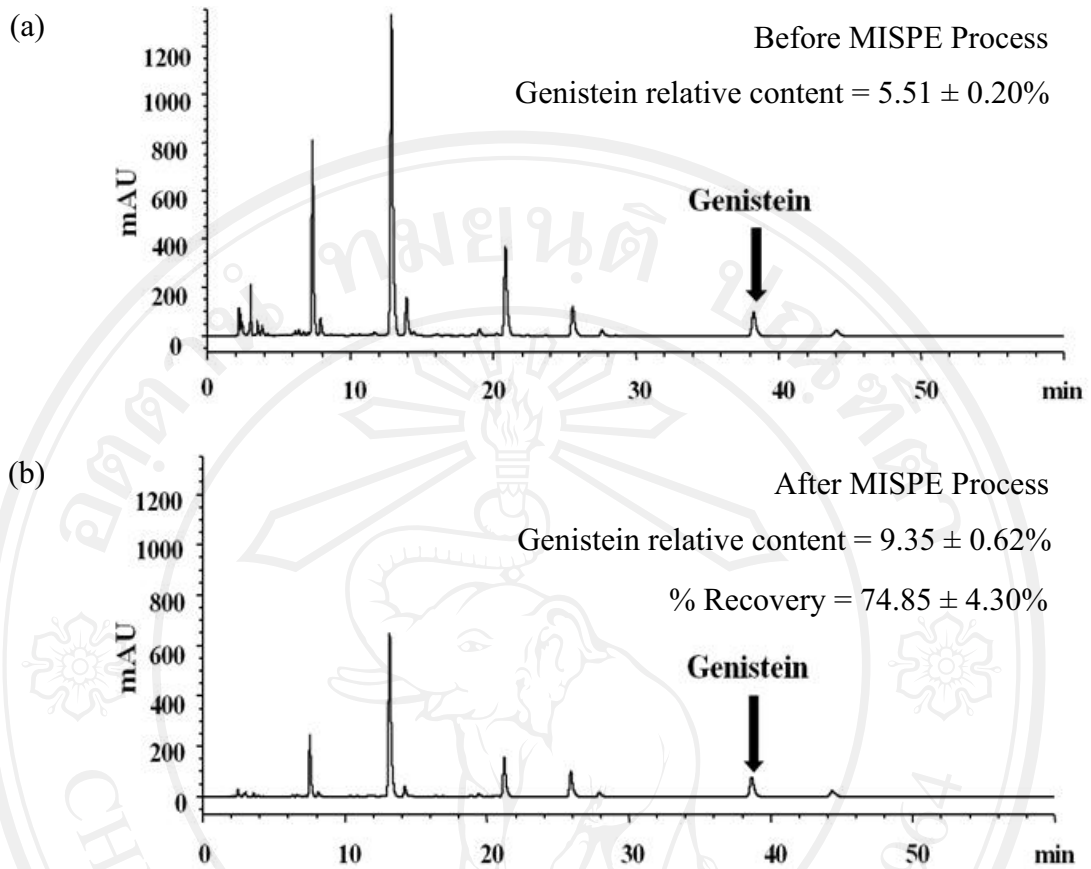 (a)
Before MISPE Process
Genistein relative content = 5.51 ± 0.20%
Genistein
mAU
1200
1000
800
600
400
200
0
0 10 20 30 40 50 min
(b)
After MISPE Process
Genistein relative content = 9.35 ± 0.62%
% Recovery = 74.85 ± 4.30%
Genistein
mAU
1200
1000
800
600
400
200
0
0 10 20 30 40 50 min